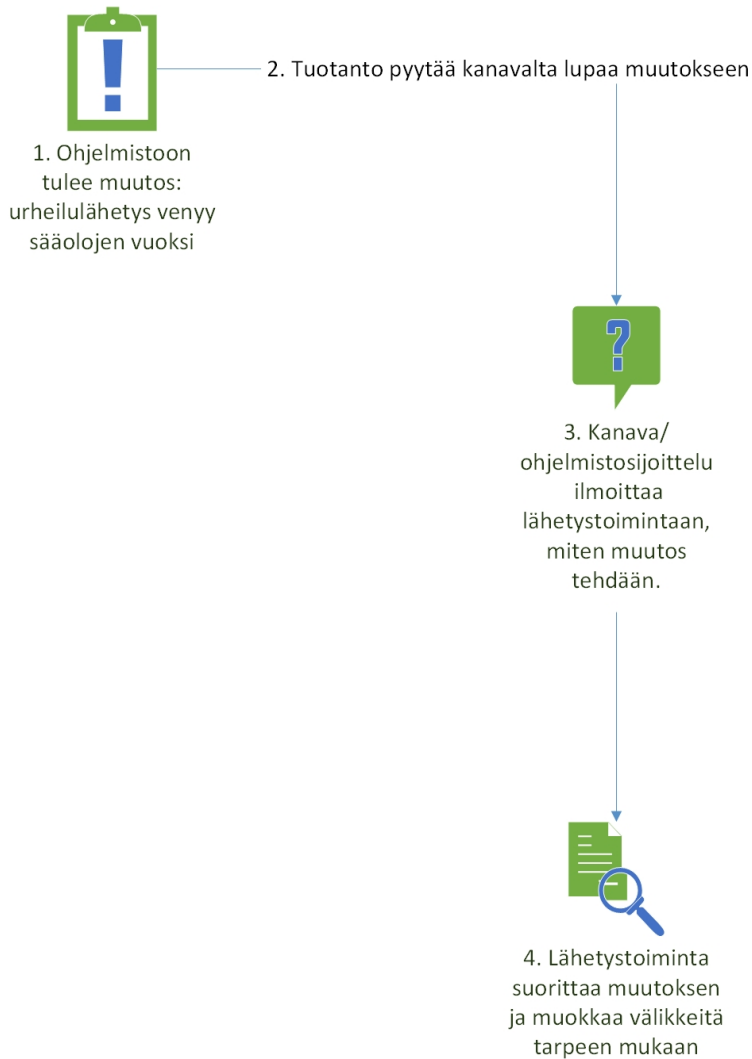 2. Tuotanto pyytää kanavalta lupaa muutokseen
1. Ohjelmistoon
tulee muutos:
urheilulähetys venyy
sääolojen vuoksi
3. Kanava/
ohjelmistosijoittelu
ilmoittaa
lähetystoimintaan,
miten muutos
tehdään.
4. Lähetystoiminta
suorittaa muutoksen
ja muokkaa välikkeitä
tarpeen mukaan